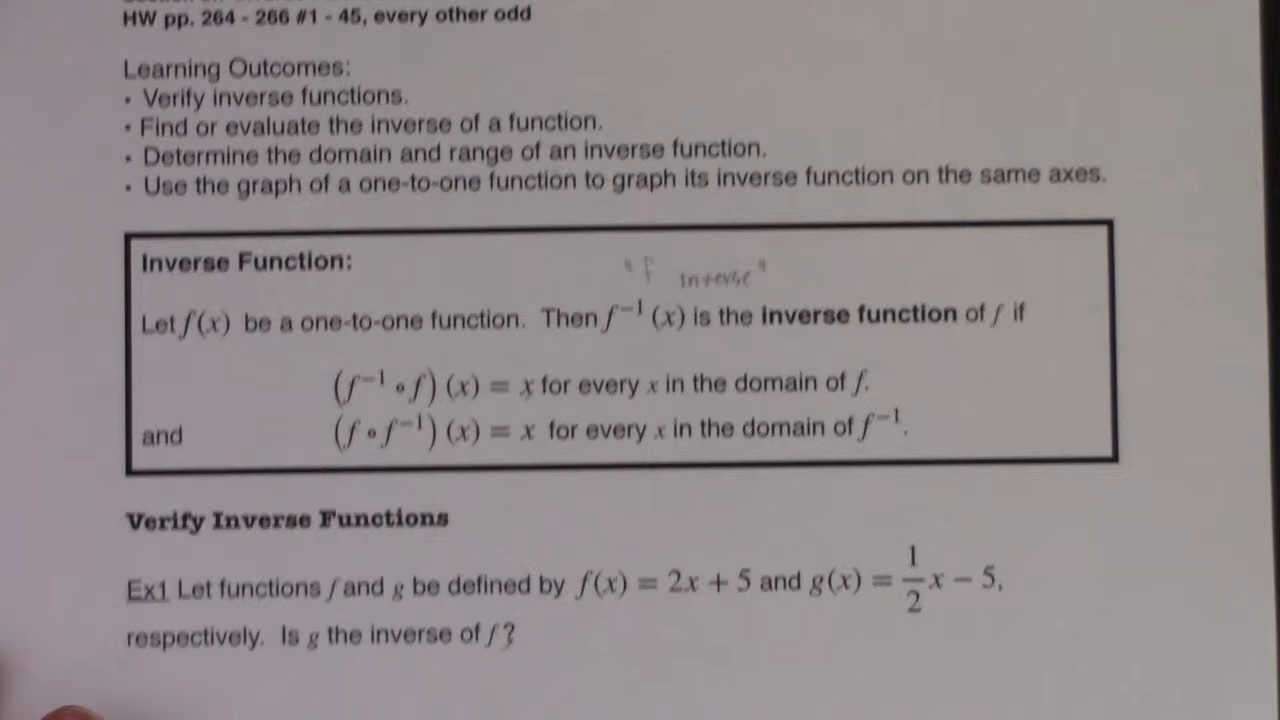 HW pp. 264 - 266 #1 - 45, every other odd
Learning Outcomes:
• Verify inverse functions.
• Find or evaluate the inverse of a function.
• Determine the domain and range of an inverse function.
• Use the graph of a one-to-one function to graph its inverse function on the same axes.
Inverse Function:
"f inverse"
Let f(x) be a one-to-one function. Then f⁻¹(x) is the inverse function of f if
(f⁻¹∘f)(x) = x for every x in the domain of f.
and (f∘f⁻¹)(x) = x for every x in the domain of f⁻¹.
Verify Inverse Functions
Ex1 Let functions f and g be defined by f(x) = 2x + 5 and g(x) = 1/2 x − 5,
respectively. Is g the inverse of f?